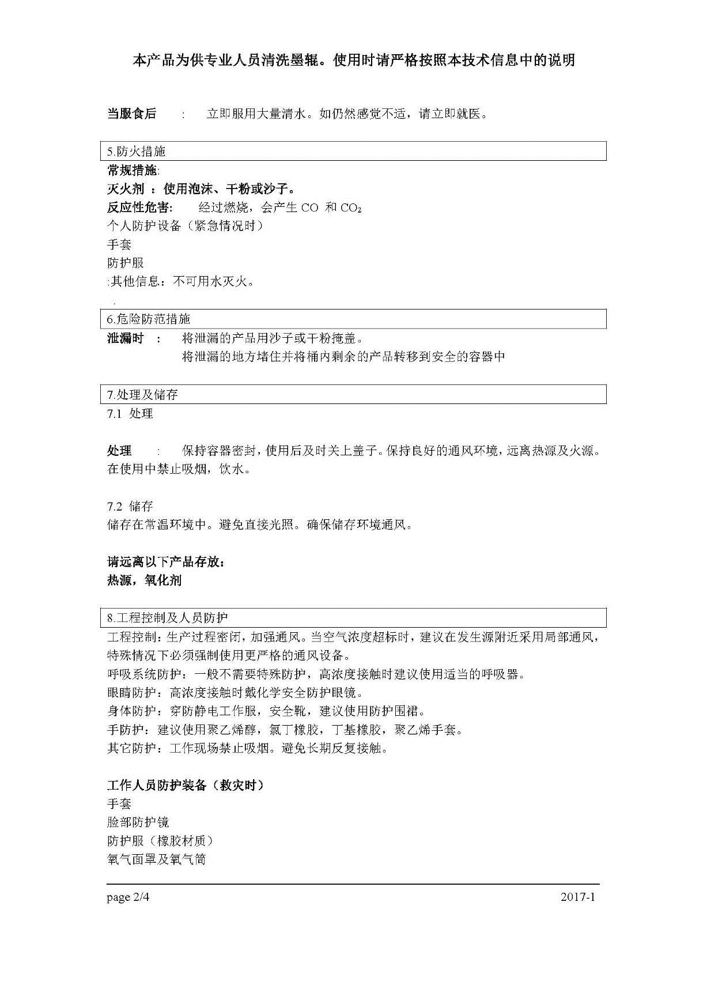 本产品为供专业人员清洗墨辊。使用时请严格按照本技术信息中的说明
当服食后 : 立即服用大量清水。如仍然感觉不适，请立即就医。
5.防火措施
常规措施:
灭火剂 ：使用泡沫、干粉或沙子。
反应性危害: 经过燃烧，会产生 CO 和 CO₂
个人防护设备（紧急情况时）
手套
防护服
:其他信息：不可用水灭火。
.
6.危险防范措施
泄漏时 : 将泄漏的产品用沙子或干粉掩盖。
将泄漏的地方堵住并将桶内剩余的产品转移到安全的容器中
7.处理及储存
7.1 处理
处理 : 保持容器密封，使用后及时关上盖子。保持良好的通风环境，远离热源及火源。
在使用中禁止吸烟，饮水。
7.2 储存
储存在常温环境中。避免直接光照。确保储存环境通风。
请远离以下产品存放：
热源，氧化剂
8.工程控制及人员防护
工程控制：生产过程密闭，加强通风。当空气浓度超标时，建议在发生源附近采用局部通风，
特殊情况下必须强制使用更严格的通风设备。
呼吸系统防护：一般不需要特殊防护，高浓度接触时建议使用适当的呼吸器。
眼睛防护：高浓度接触时戴化学安全防护眼镜。
身体防护：穿防静电工作服，安全靴，建议使用防护围裙。
手防护：建议使用聚乙烯醇，氯丁橡胶，丁基橡胶，聚乙烯手套。
其它防护：工作现场禁止吸烟。避免长期反复接触。
工作人员防护装备（救灾时）
手套
脸部防护镜
防护服（橡胶材质）
氧气面罩及氧气筒
page 2/4 2017-1